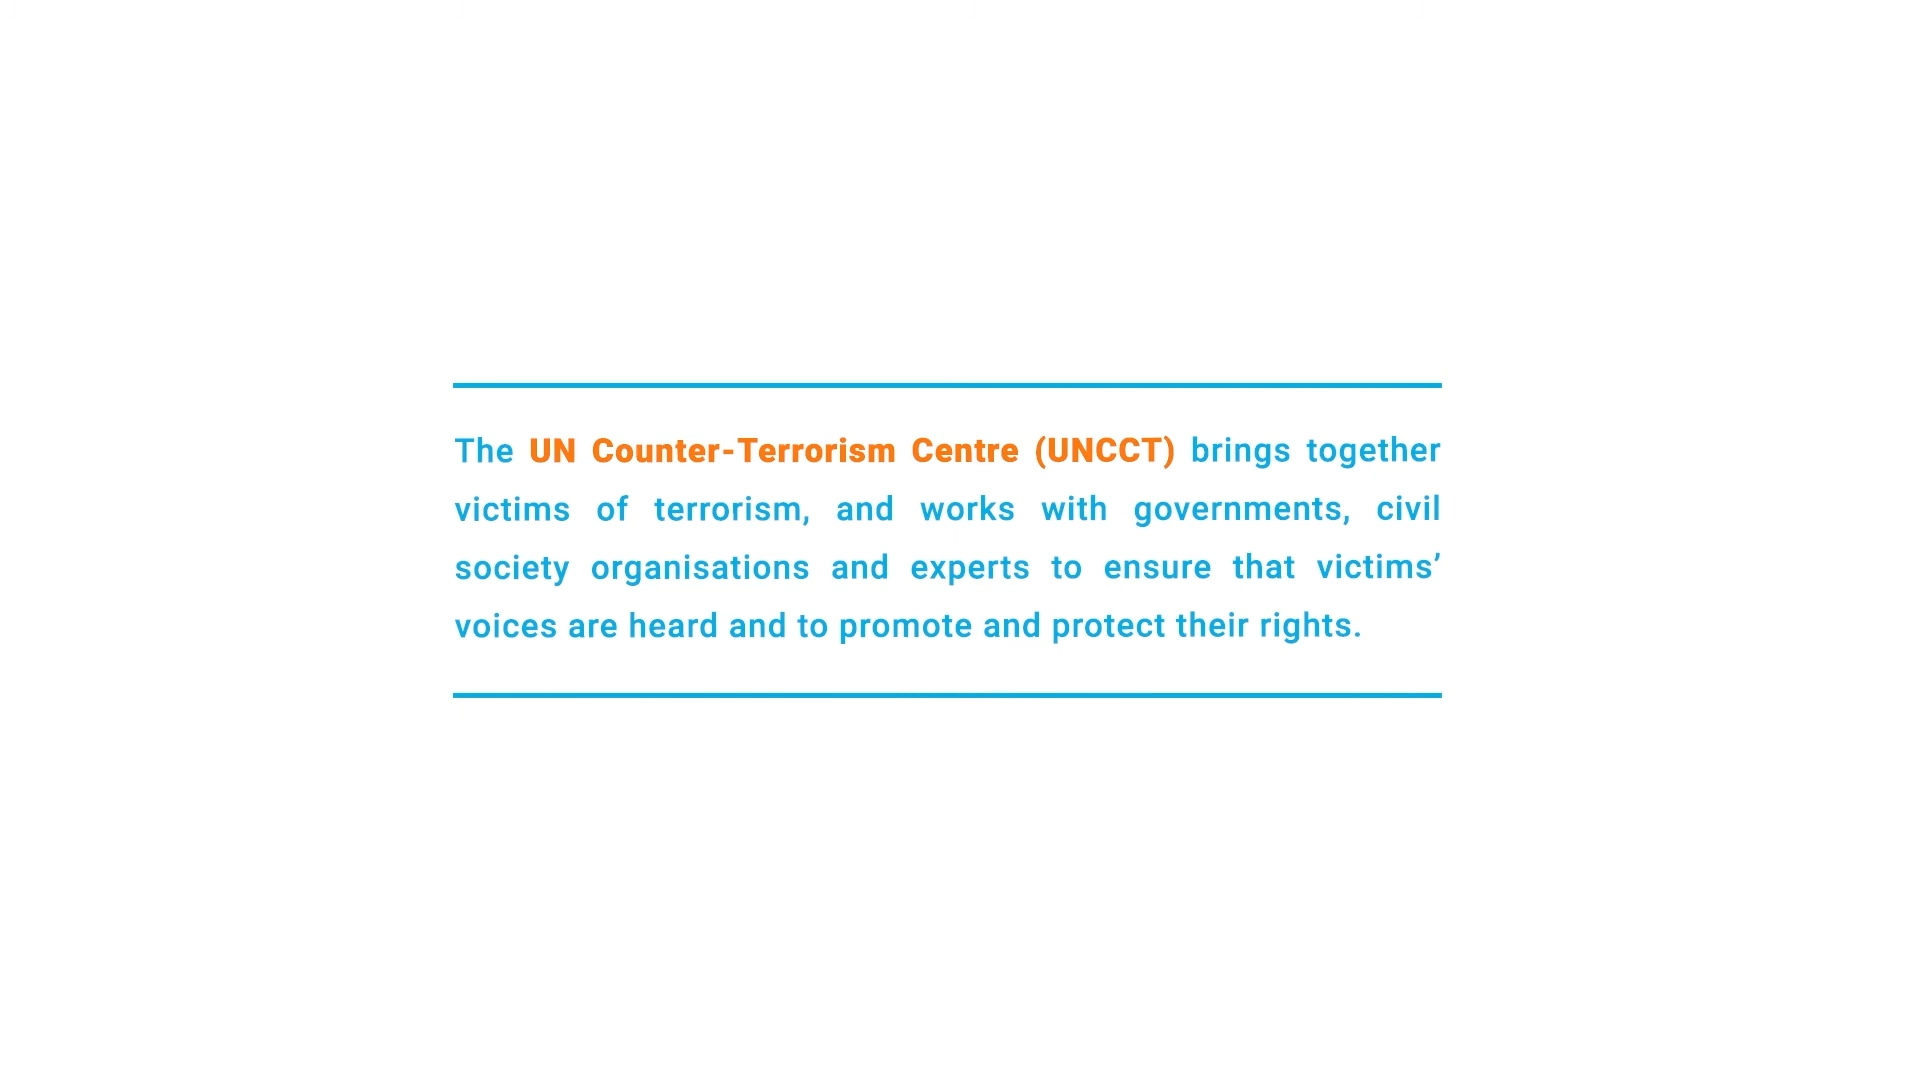 The UN Counter-Terrorism Centre (UNCCT) brings together
victims of terrorism, and works with governments, civil
society organisations and experts to ensure that victims’
voices are heard and to promote and protect their rights.